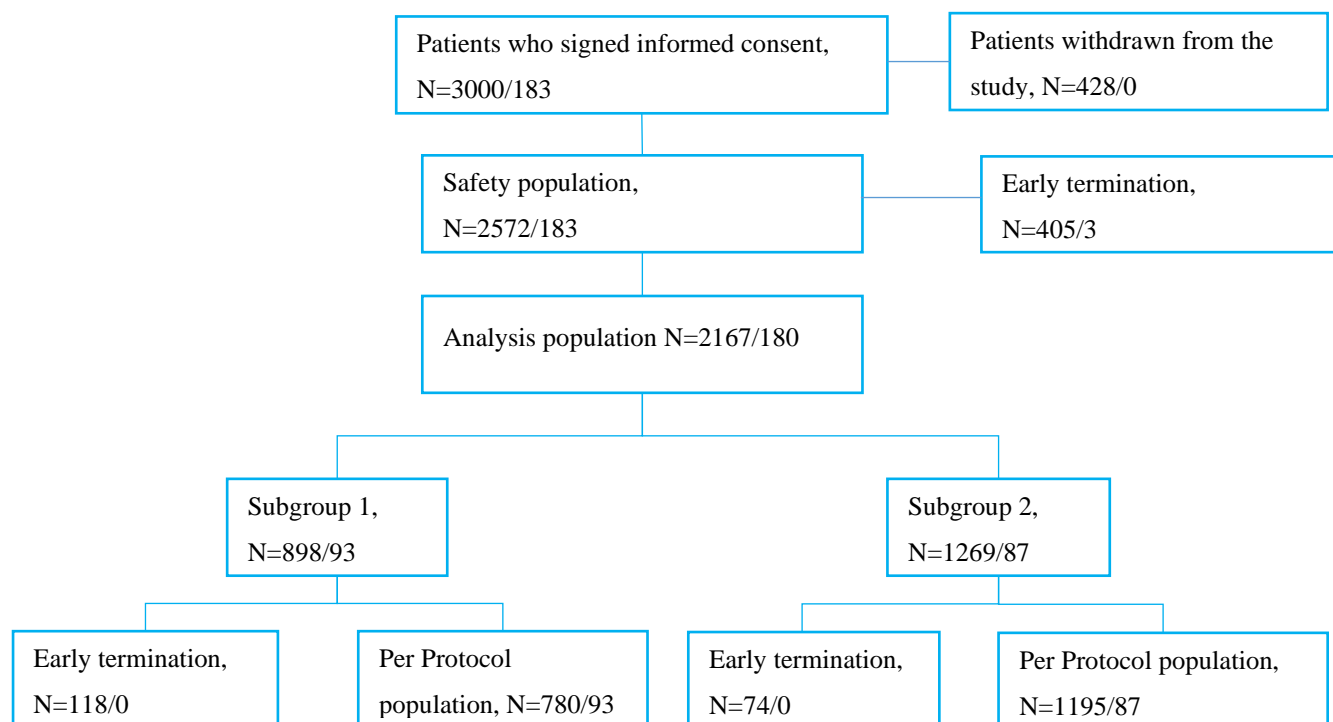 Patients who signed informed consent,
N=3000/183
Patients withdrawn from the
study, N=428/0
Safety population,
N=2572/183
Early termination,
N=405/3
Analysis population N=2167/180
Subgroup 1,
N=898/93
Subgroup 2,
N=1269/87
Early termination,
N=118/0
Per Protocol
population, N=780/93
Early termination,
N=74/0
Per Protocol population,
N=1195/87